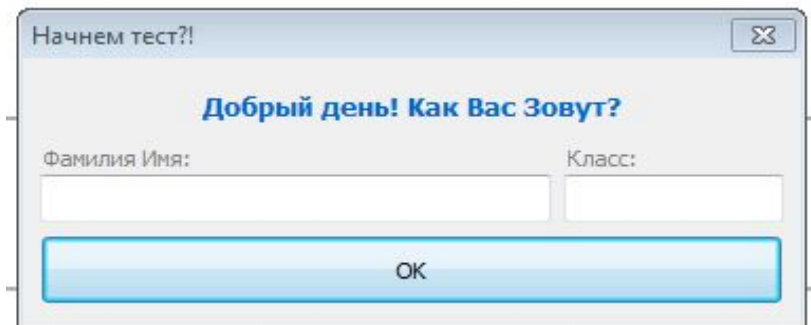 Начнем тест?!
Добрый день! Как Вас Зовут?
Фамилия Имя: Класс:
OK